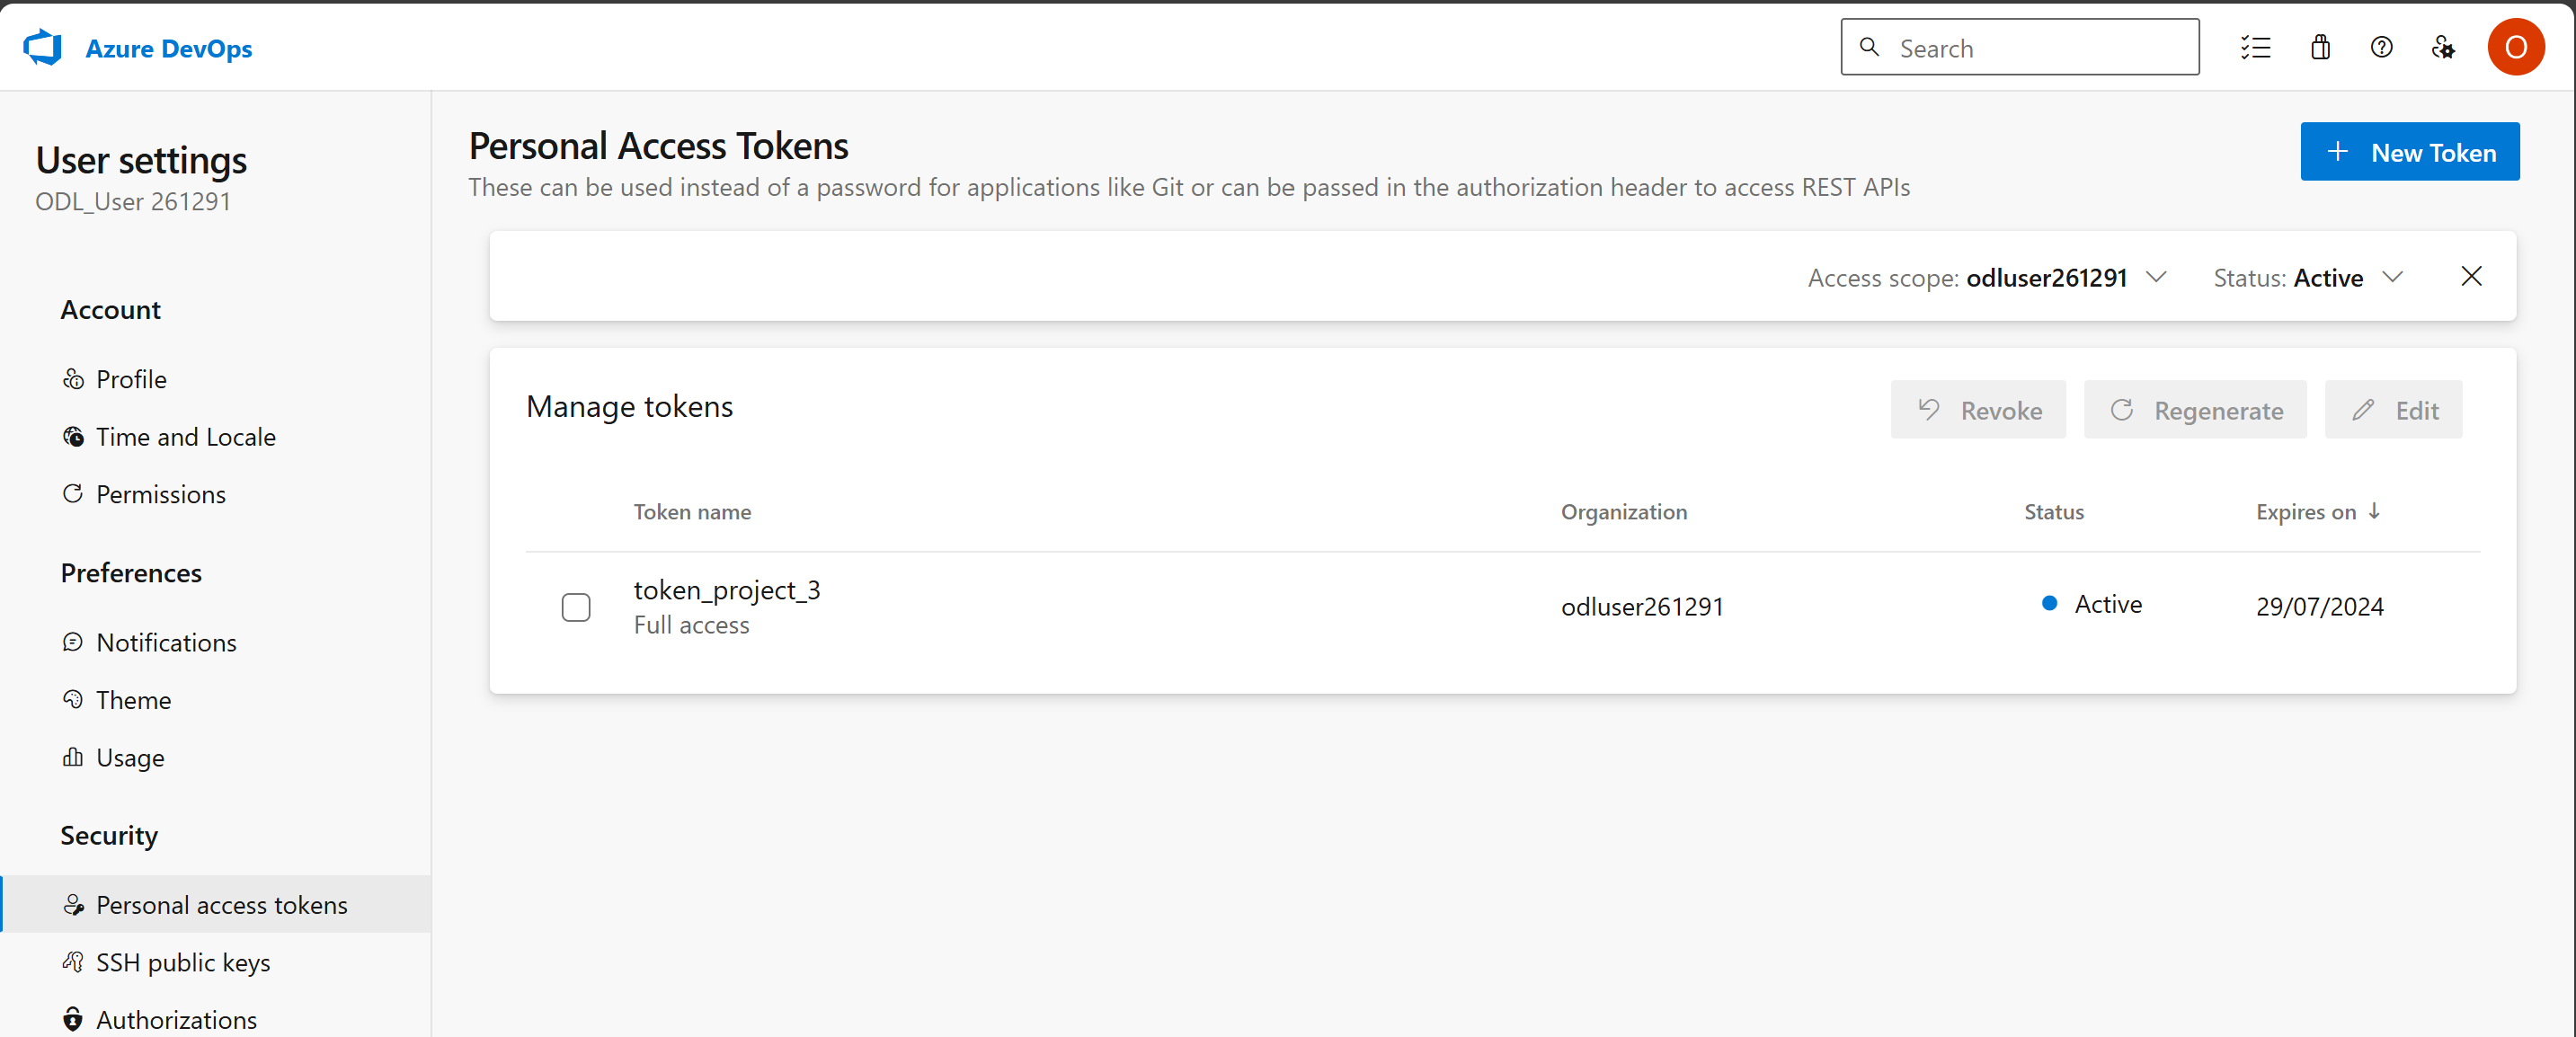 Azure DevOps
Search
O
User settings
ODL_User 261291
Account
Profile
Time and Locale
Permissions
Preferences
Notifications
Theme
Usage
Security
Personal access tokens
SSH public keys
Authorizations
Personal Access Tokens
These can be used instead of a password for applications like Git or can be passed in the authorization header to access REST APIs
New Token
Access scope: odluser261291 Status: Active
Manage tokens
Revoke Regenerate Edit
Token name Organization Status Expires on
token_project_3 odluser261291 Active 29/07/2024
Full access